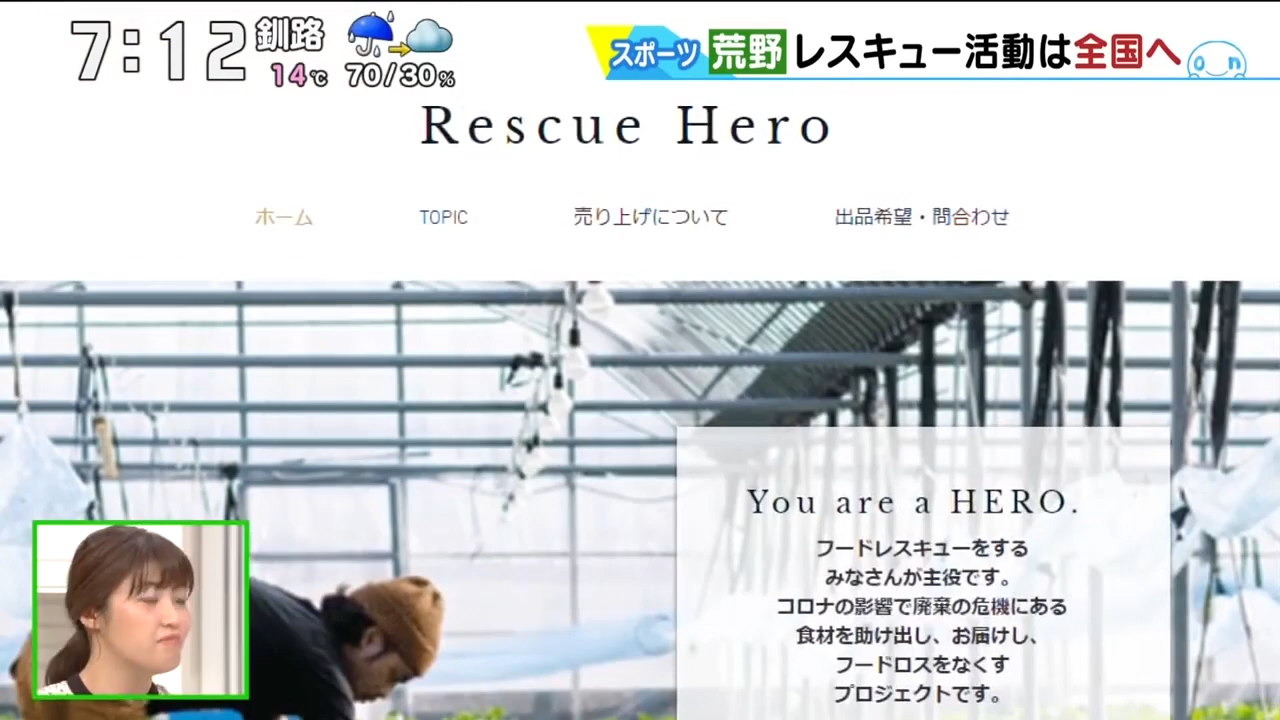 7:12 釧路
14℃ 70/30%
スポーツ 荒野 レスキュー活動は全国へ
on
Rescue Hero
ホーム TOPIC 売り上げについて 出品希望・問合わせ
You are a HERO.
フードレスキューをする
みなさんが主役です。
コロナの影響で廃棄の危機にある
食材を助け出し、お届けし、
フードロスをなくす
プロジェクトです。